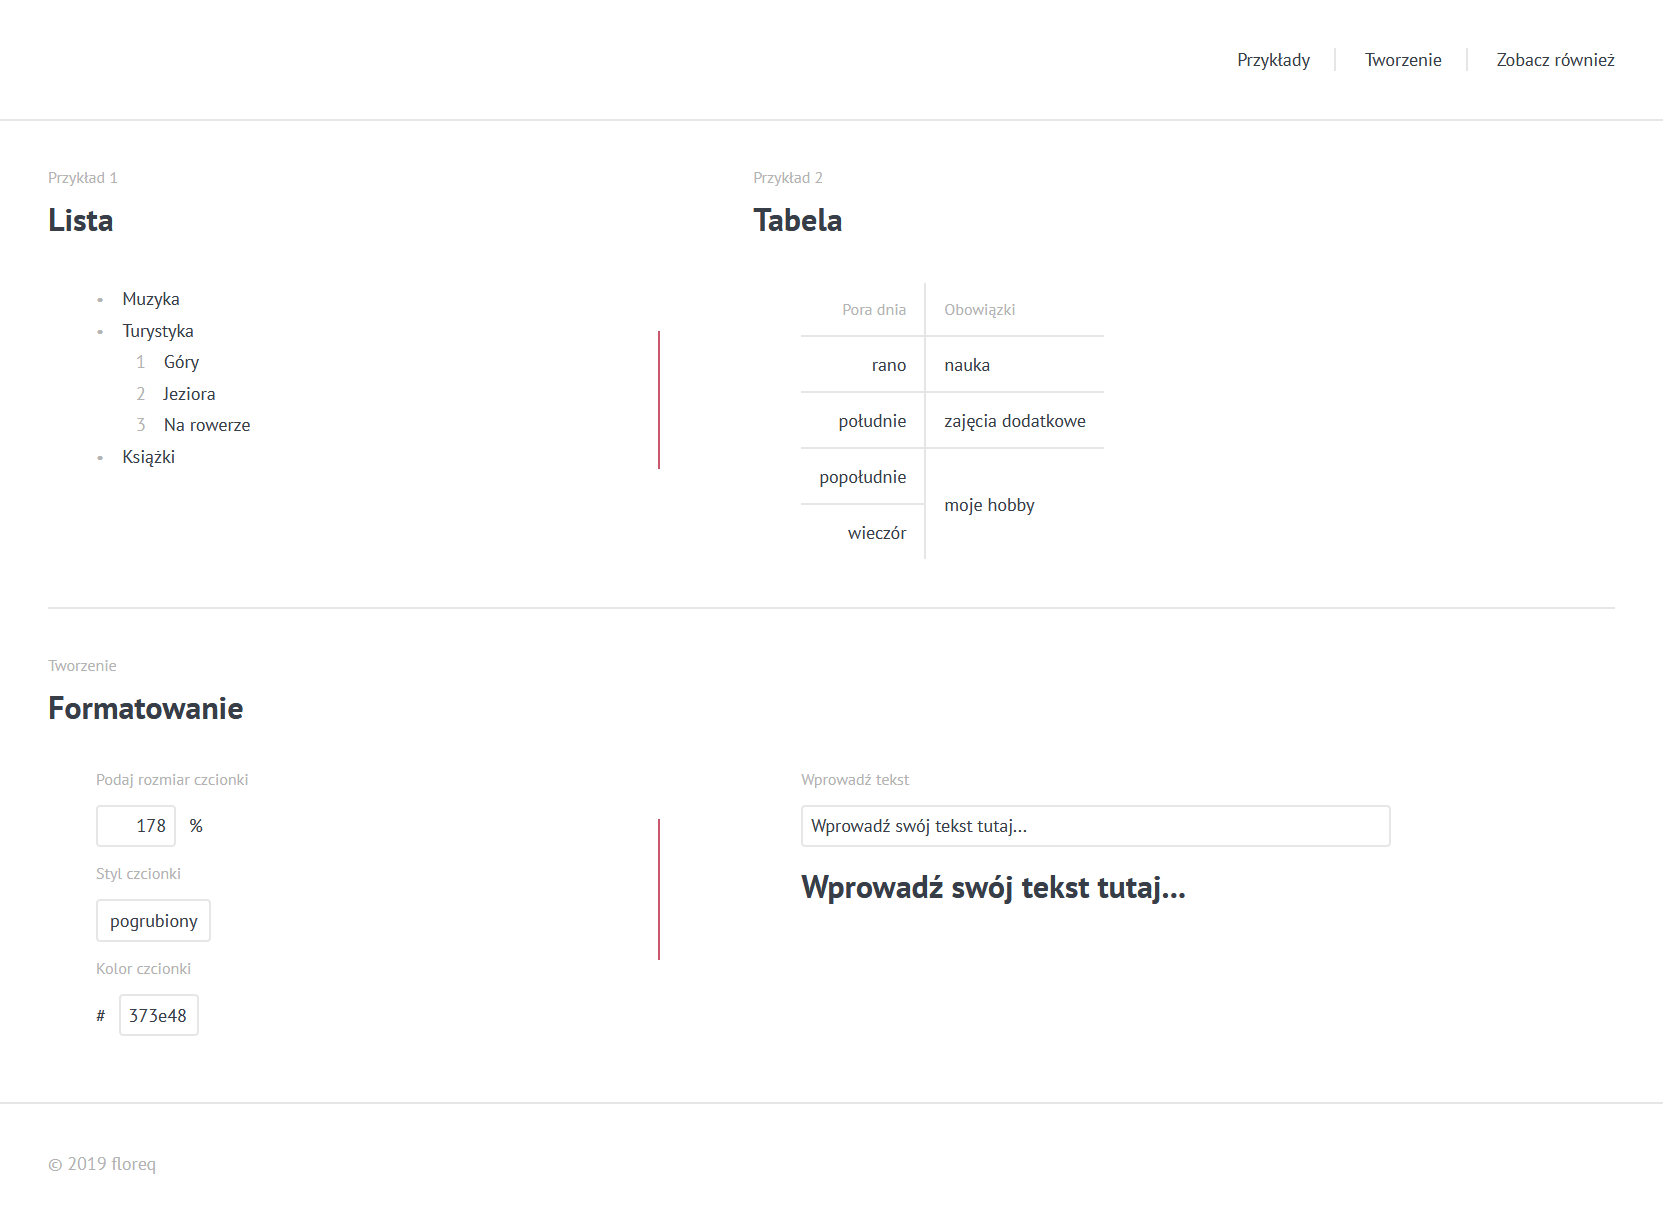 Przykłady
Tworzenie
Zobacz również
Przykład 1
Lista
• Muzyka
• Turystyka
1 Góry
2 Jeziora
3 Na rowerze
• Książki
Przykład 2
Tabela
Pora dnia Obowiązki
rano nauka
południe zajęcia dodatkowe
popołudnie
moje hobby
wieczór
Tworzenie
Formatowanie
Podaj rozmiar czcionki
178 %
Styl czcionki
pogrubiony
Kolor czcionki
# 373e48
Wprowadź tekst
Wprowadź swój tekst tutaj...
Wprowadź swój tekst tutaj...
© 2019 floreq